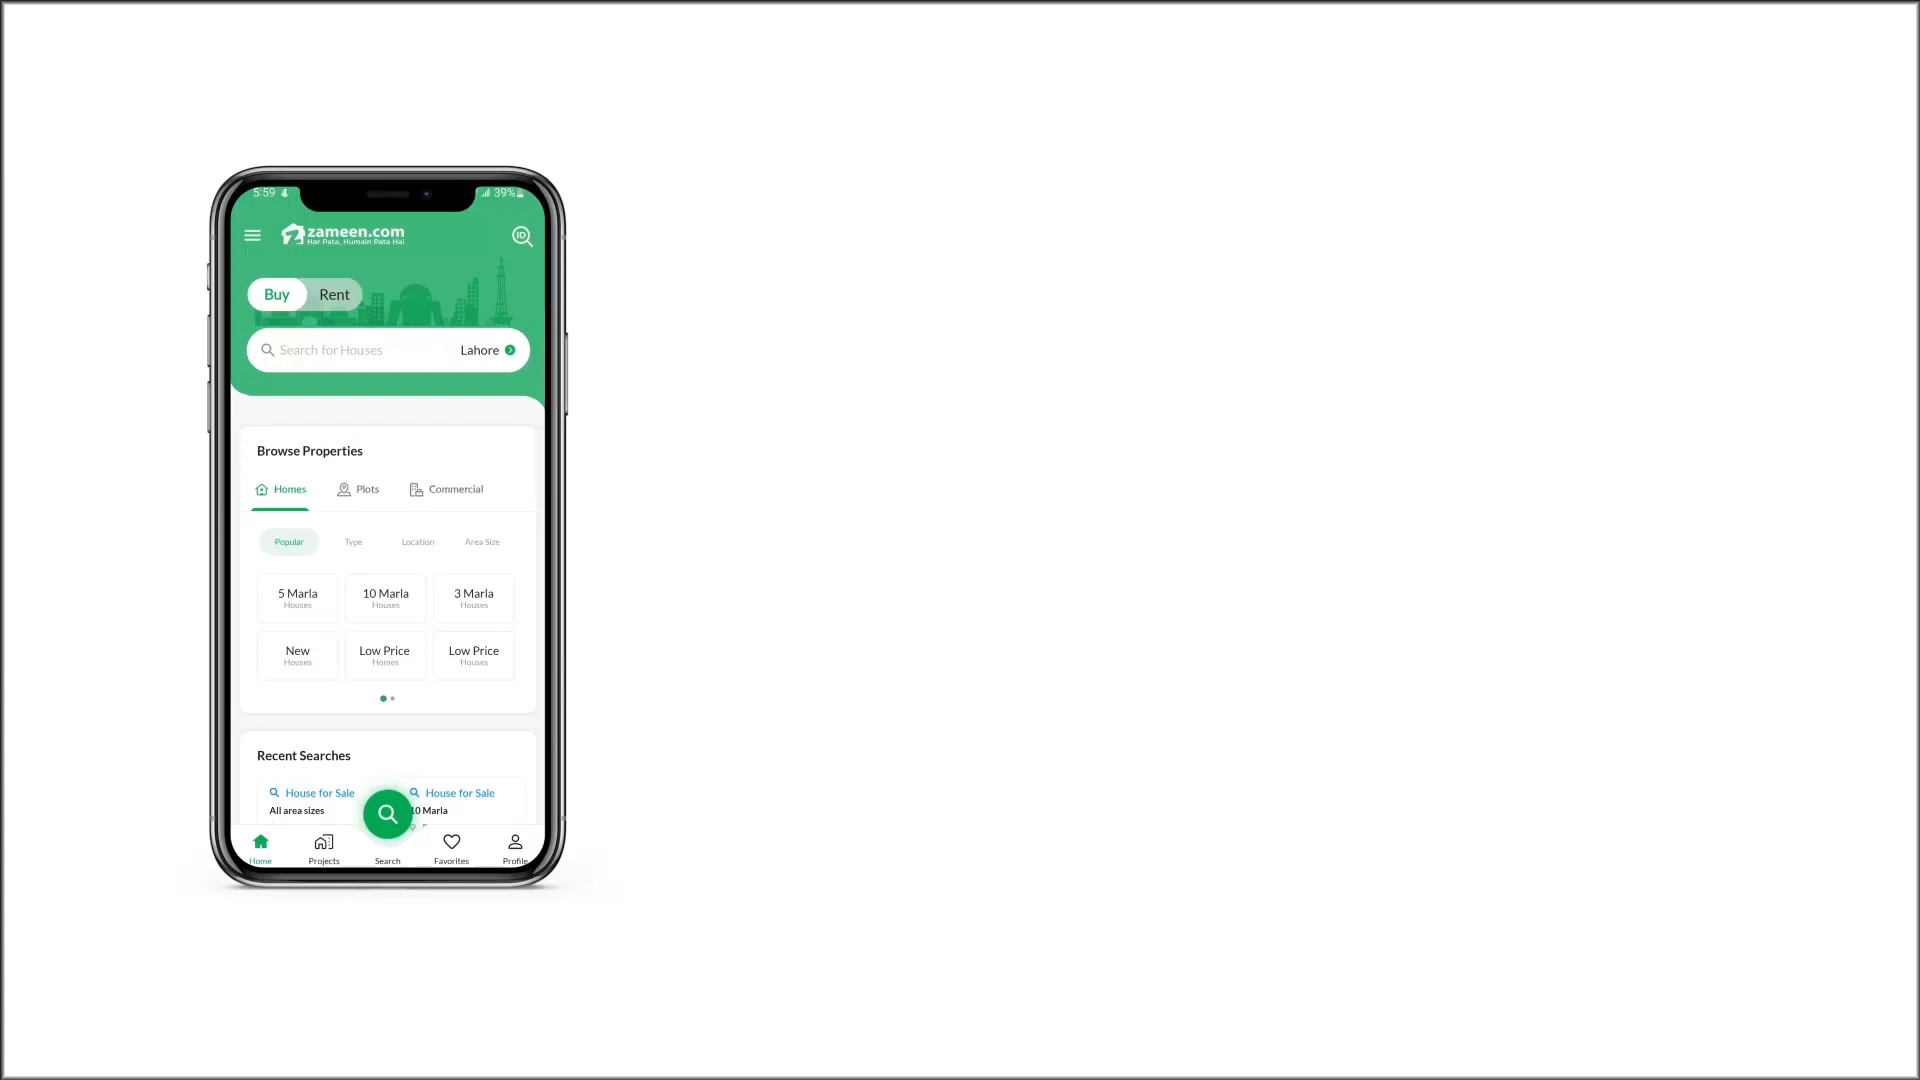 5:59
39%
zameen.com
Har Pata, Humain Pata Hai
ID
Buy Rent
Search for Houses Lahore
Browse Properties
Homes Plots Commercial
Popular Type Location Area Size
5 Marla 10 Marla 3 Marla
Houses Houses Houses
New Low Price Low Price
Houses Homes Houses
Recent Searches
House for Sale House for Sale
All area sizes 10 Marla
Home Projects Search Favorites Profile